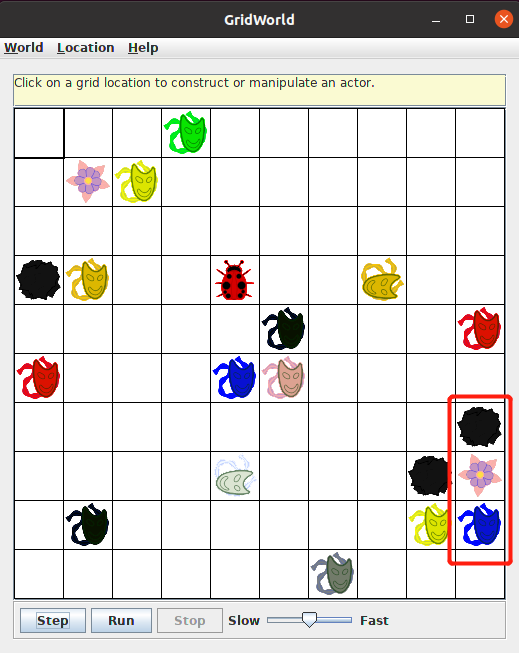 GridWorld
World Location Help
Click on a grid location to construct or manipulate an actor.
Step Run Stop Slow Fast